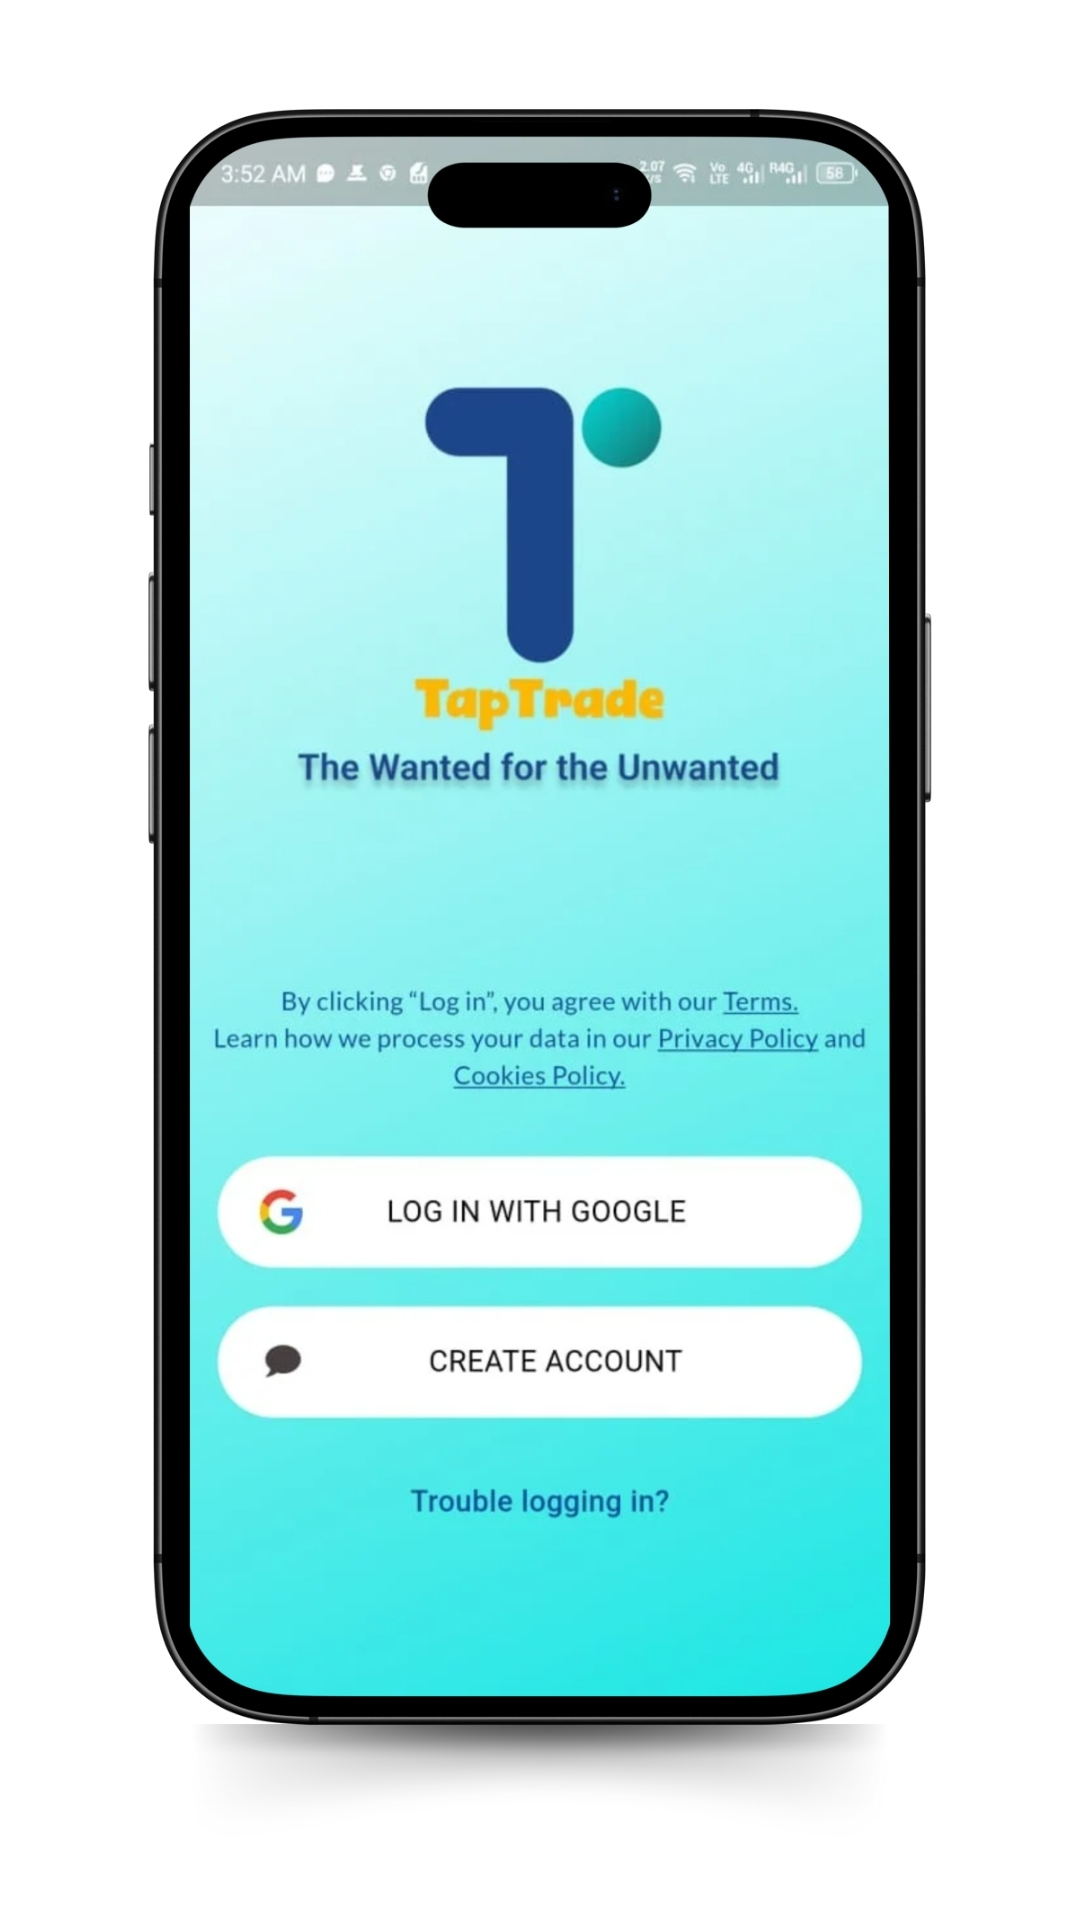 3:52 AM
2.07
Vo
LTE
4G
R4G
58
TapTrade
The Wanted for the Unwanted
By clicking “Log in”, you agree with our Terms.
Learn how we process your data in our Privacy Policy and
Cookies Policy.
LOG IN WITH GOOGLE
CREATE ACCOUNT
Trouble logging in?